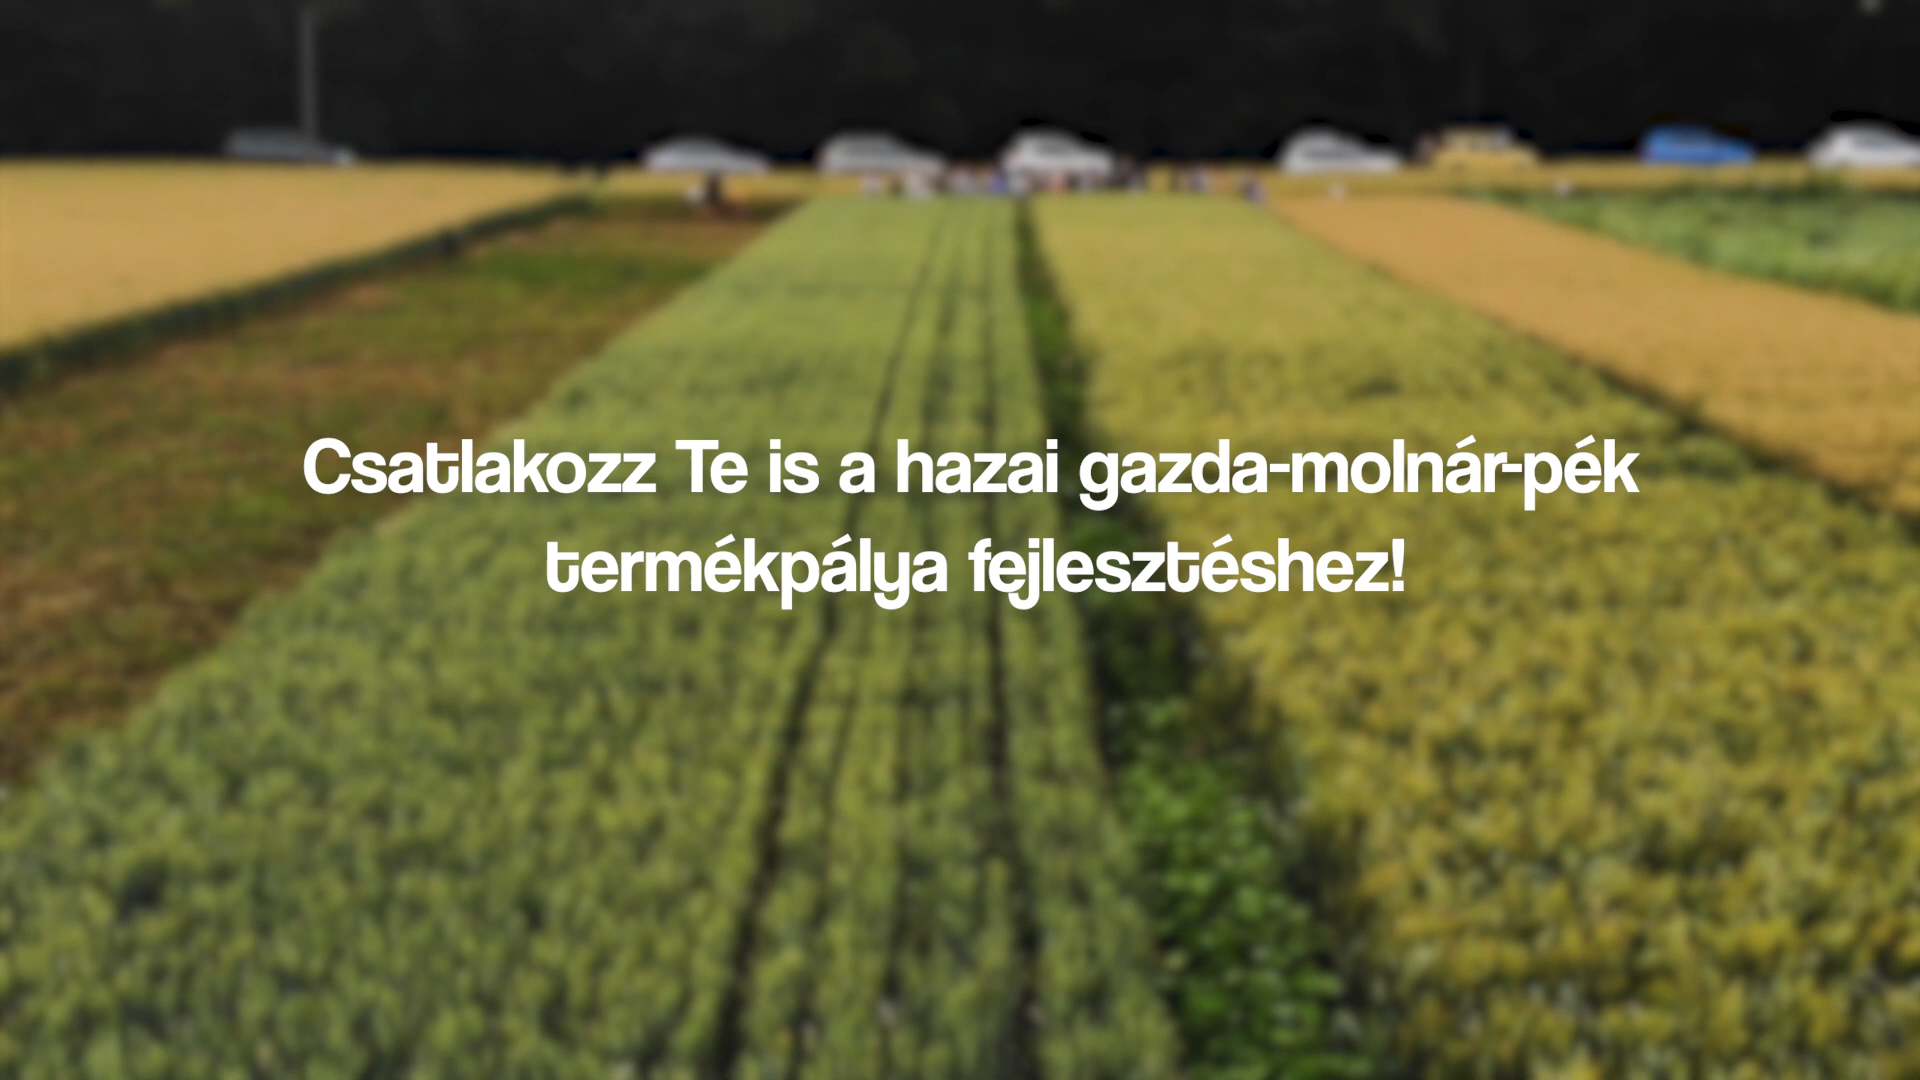 Csatlakozz Te is a hazai gazda-molnár-pék
termékpálya fejlesztéshez!